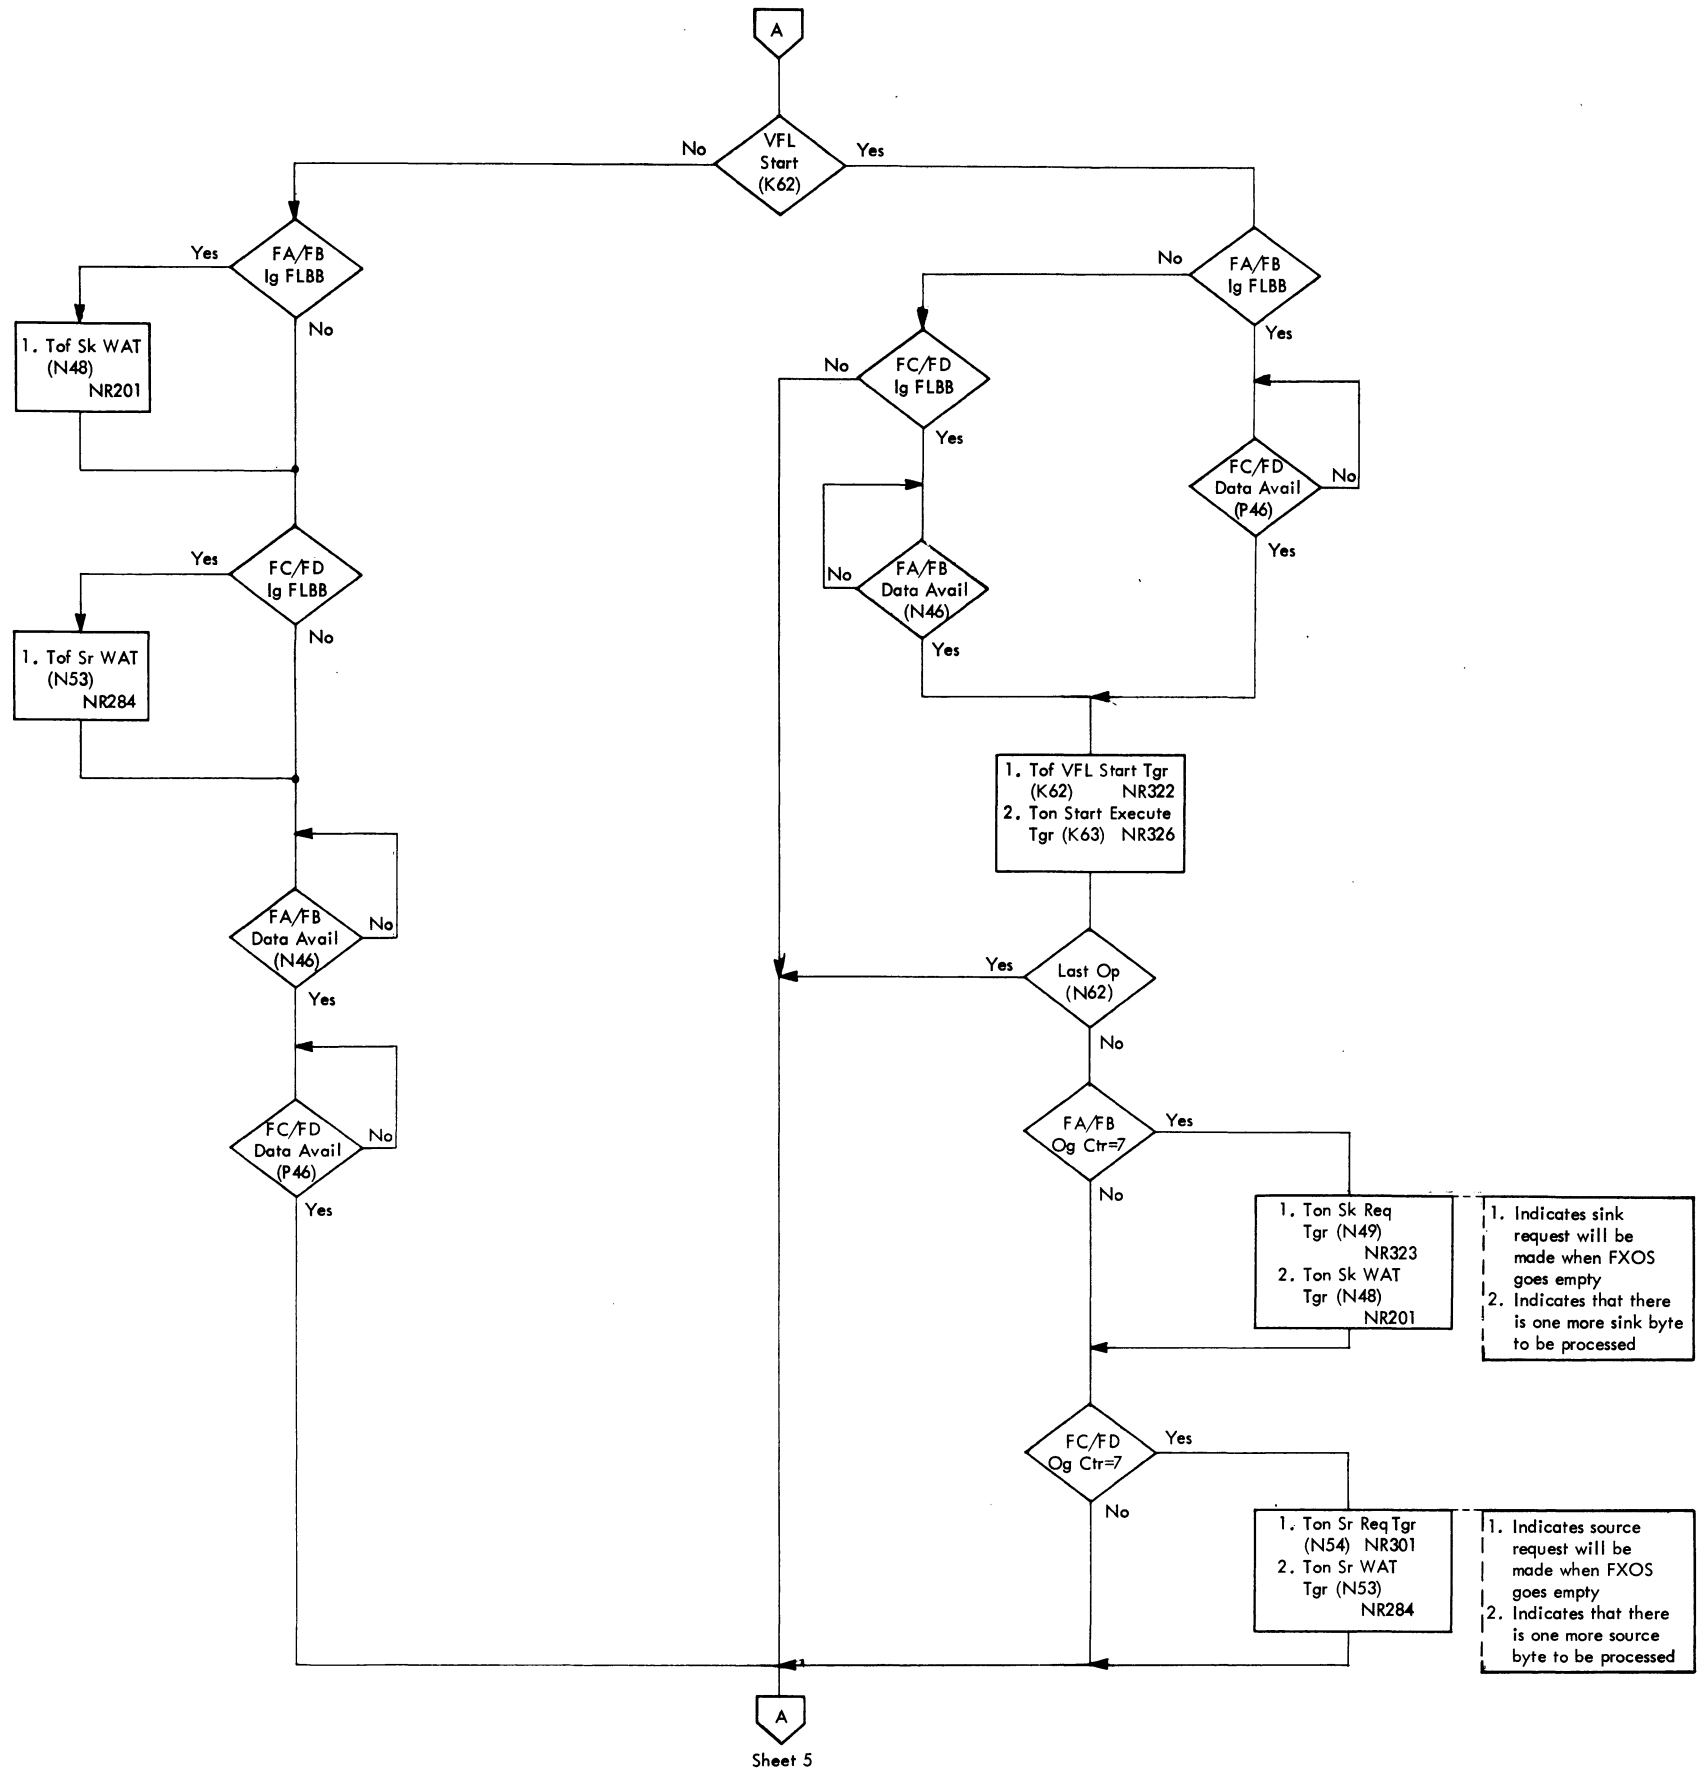 A
VFL
Start
(K62)
No
Yes
FA/FB
Ig FLBB
Yes
No
1. Tof Sk WAT
(N48)
NR201
FC/FD
Ig FLBB
Yes
No
1. Tof Sr WAT
(N53)
NR284
FA/FB
Data Avail
(N46)
No
Yes
FC/FD
Data Avail
(P46)
No
Yes
FA/FB
Ig FLBB
No
Yes
FC/FD
Ig FLBB
No
Yes
FC/FD
Data Avail
(P46)
No
Yes
FA/FB
Data Avail
(N46)
No
Yes
1. Tof VFL Start Tgr
(K62) NR322
2. Ton Start Execute
Tgr (K63) NR326
Last Op
(N62)
Yes
No
FA/FB
Og Ctr=7
Yes
No
1. Ton Sk Req
Tgr (N49)
NR323
2. Ton Sk WAT
Tgr (N48)
NR201
1. Indicates sink
request will be
made when FXOS
goes empty
2. Indicates that there
is one more sink byte
to be processed
FC/FD
Og Ctr=7
Yes
No
1. Ton Sr Req Tgr
(N54) NR301
2. Ton Sr WAT
Tgr (N53)
NR284
1. Indicates source
request will be
made when FXOS
goes empty
2. Indicates that there
is one more source
byte to be processed
A
Sheet 5